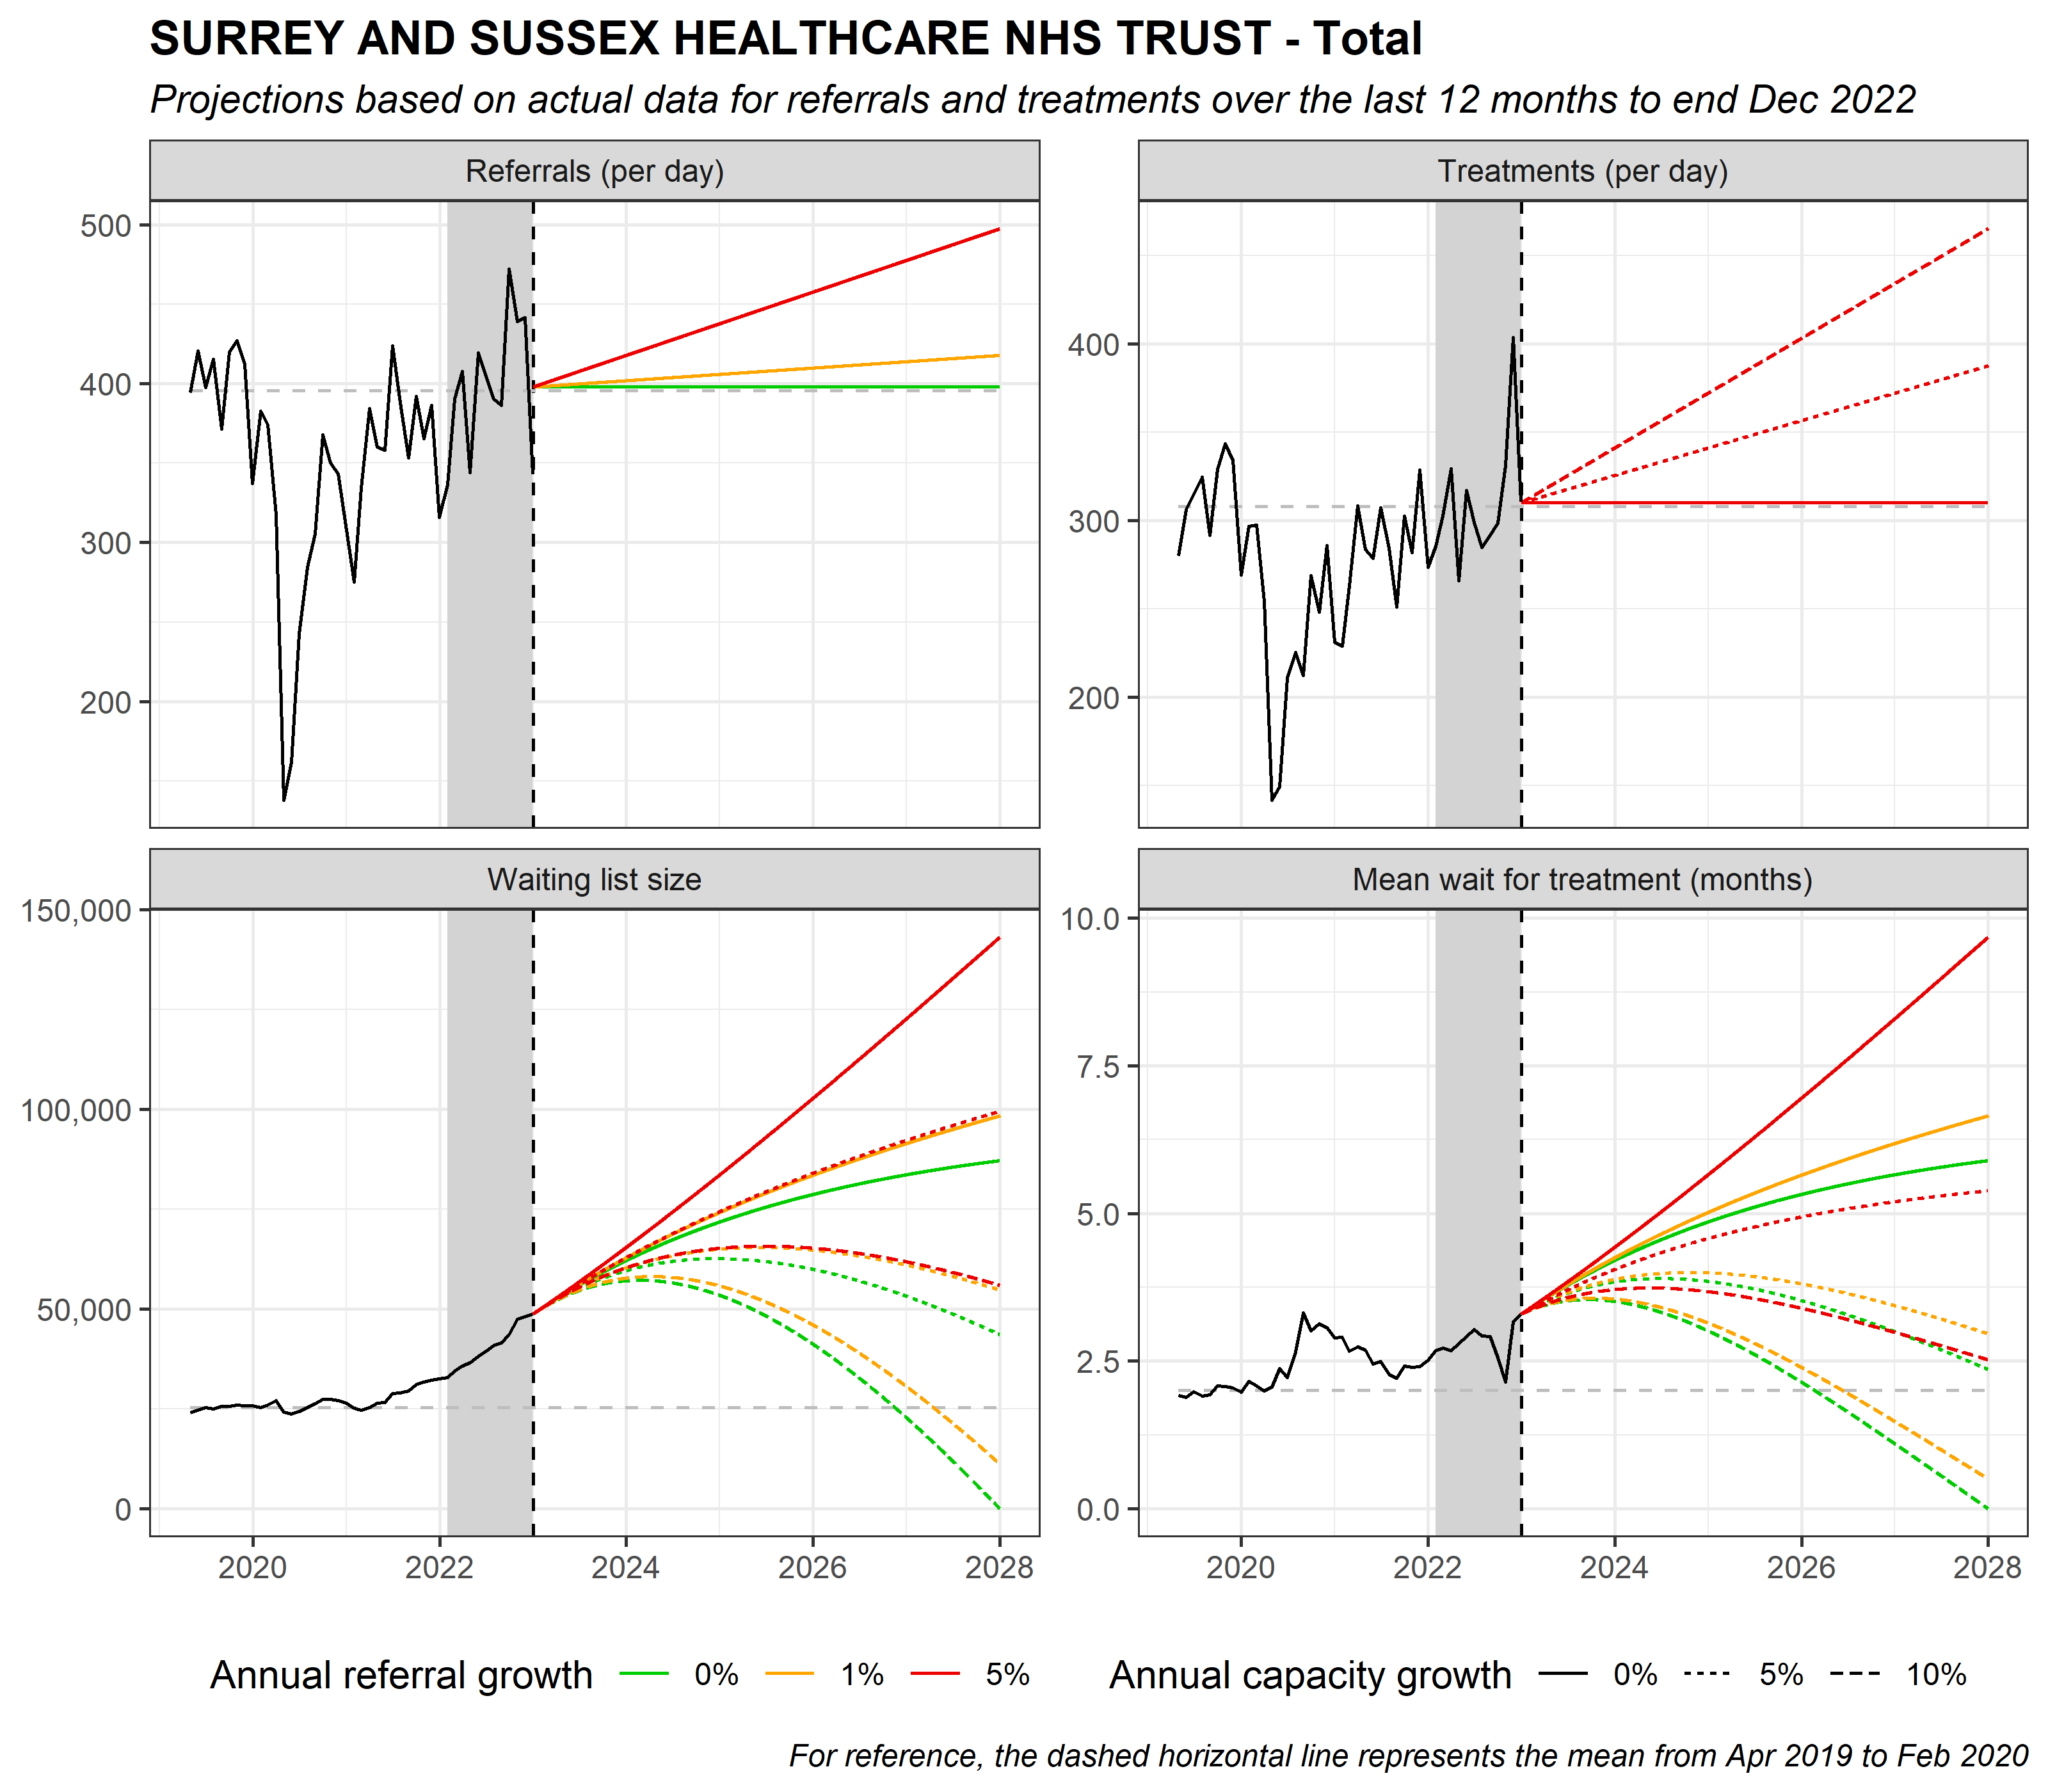 SURREY AND SUSSEX HEALTHCARE NHS TRUST - Total
Projections based on actual data for referrals and treatments over the last 12 months to end Dec 2022
Referrals (per day)
500
400
300
200
Treatments (per day)
400
300
200
Waiting list size
150,000
100,000
50,000
0
2020 2022 2024 2026 2028
Mean wait for treatment (months)
10.0
7.5
5.0
2.5
0.0
2020 2022 2024 2026 2028
Annual referral growth 0% 1% 5%
Annual capacity growth 0% 5% 10%
For reference, the dashed horizontal line represents the mean from Apr 2019 to Feb 2020